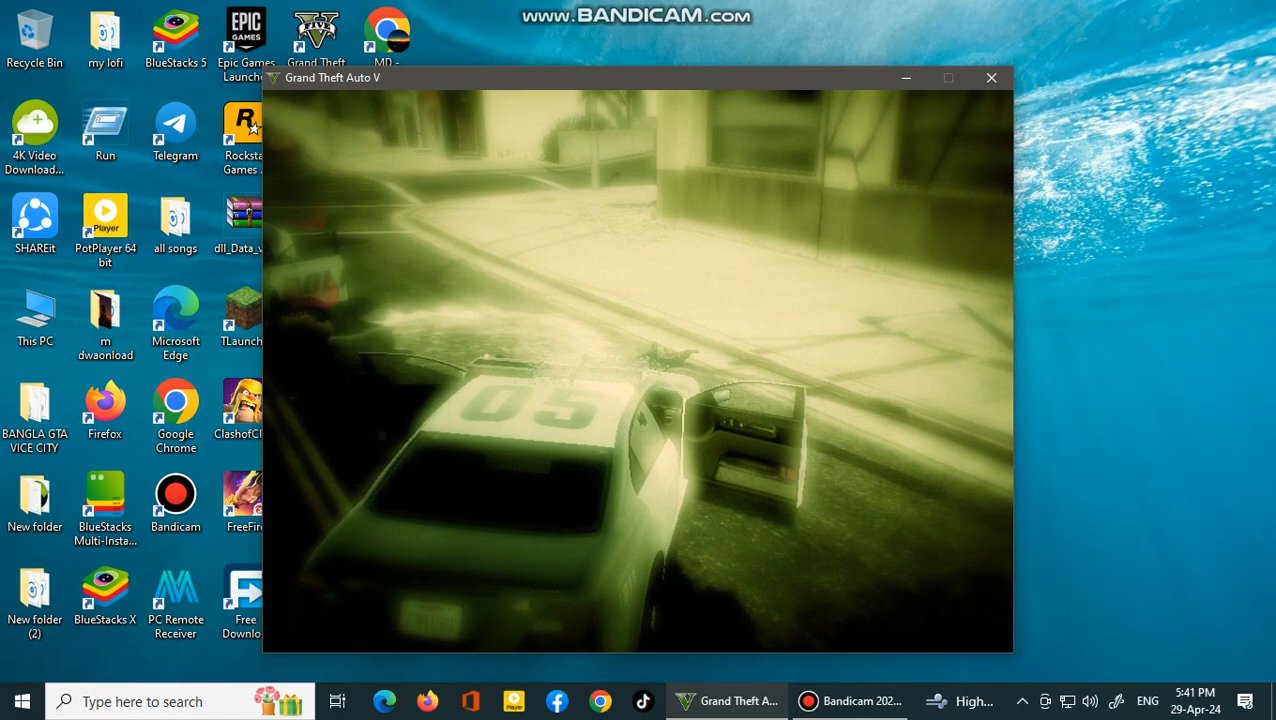 www.BANDICAM.com
Recycle Bin
my lofi
BlueStacks 5
EPIC
GAMES
Epic Games
Launche
FIVE
Grand Theft
MD -
Grand Theft Auto V
4K Video
Download...
Run
Telegram
R
Rocksta
Games
SHAREit
Player
PotPlayer 64
bit
all songs
dll_Data_v
This PC
m
dwaonload
Microsoft
Edge
TLaunch
BANGLA GTA
VICE CITY
Firefox
Google
Chrome
ClashofCl
05
New folder
BlueStacks
Multi-Insta...
Bandicam
FreeFire
New folder
(2)
BlueStacks X
PC Remote
Receiver
Free
Downlo
Type here to search
Player
Grand Theft A...
Bandicam 202...
High...
ENG
5:41 PM
29-Apr-24